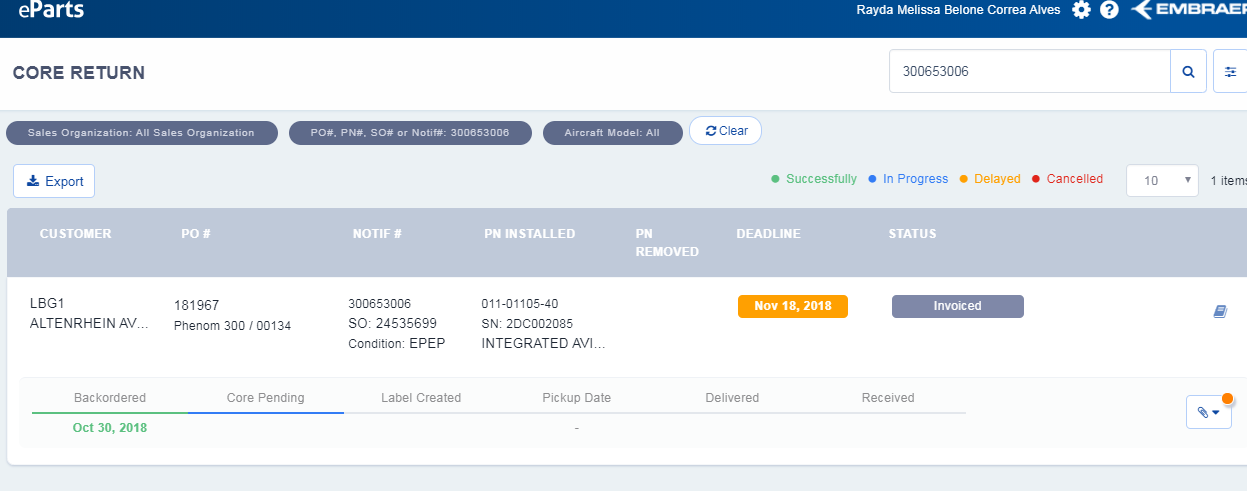 eParts
Rayda Melissa Belone Correa Alves
EMBRAER
CORE RETURN
300653006
Sales Organization: All Sales Organization
PO#, PN#, SO# or Notif#: 300653006
Aircraft Model: All
Clear
Export
Successfully
In Progress
Delayed
Cancelled
10
1 items
CUSTOMER
PO #
NOTIF #
PN INSTALLED
PN
REMOVED
DEADLINE
STATUS
LBG1
ALTENRHEIN AV...
181967
Phenom 300 / 00134
300653006
SO: 24535699
Condition: EPEP
011-01105-40
SN: 2DC002085
INTEGRATED AVI...
Nov 18, 2018
Invoiced
Backordered
Core Pending
Label Created
Pickup Date
Delivered
Received
Oct 30, 2018
-